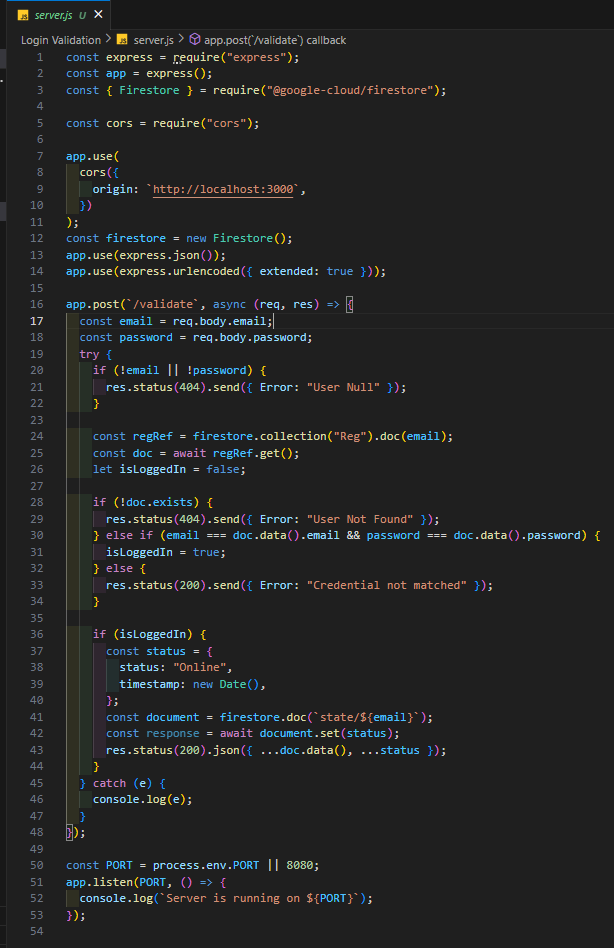 JS server.js U ×
Login Validation > JS server.js > app.post(`/validate`) callback
1 const express = require("express");
2 const app = express();
3 const { Firestore } = require("@google-cloud/firestore");
4
5 const cors = require("cors");
6
7 app.use(
8   cors({
9     origin: `http://localhost:3000`,
10   })
11 );
12 const firestore = new Firestore();
13 app.use(express.json());
14 app.use(express.urlencoded({ extended: true }));
15
16 app.post(`/validate`, async (req, res) => {
17   const email = req.body.email;
18   const password = req.body.password;
19   try {
20     if (!email || !password) {
21       res.status(404).send({ Error: "User Null" });
22     }
23
24     const regRef = firestore.collection("Reg").doc(email);
25     const doc = await regRef.get();
26     let isLoggedIn = false;
27
28     if (!doc.exists) {
29       res.status(404).send({ Error: "User Not Found" });
30     } else if (email === doc.data().email && password === doc.data().password) {
31       isLoggedIn = true;
32     } else {
33       res.status(200).send({ Error: "Credential not matched" });
34     }
35
36     if (isLoggedIn) {
37       const status = {
38         status: "Online",
39         timestamp: new Date(),
40       };
41       const document = firestore.doc(`state/${email}`);
42       const response = await document.set(status);
43       res.status(200).json({ ...doc.data(), ...status });
44     }
45   } catch (e) {
46     console.log(e);
47   }
48 });
49
50 const PORT = process.env.PORT || 8080;
51 app.listen(PORT, () => {
52   console.log(`Server is running on ${PORT}`);
53 });
54